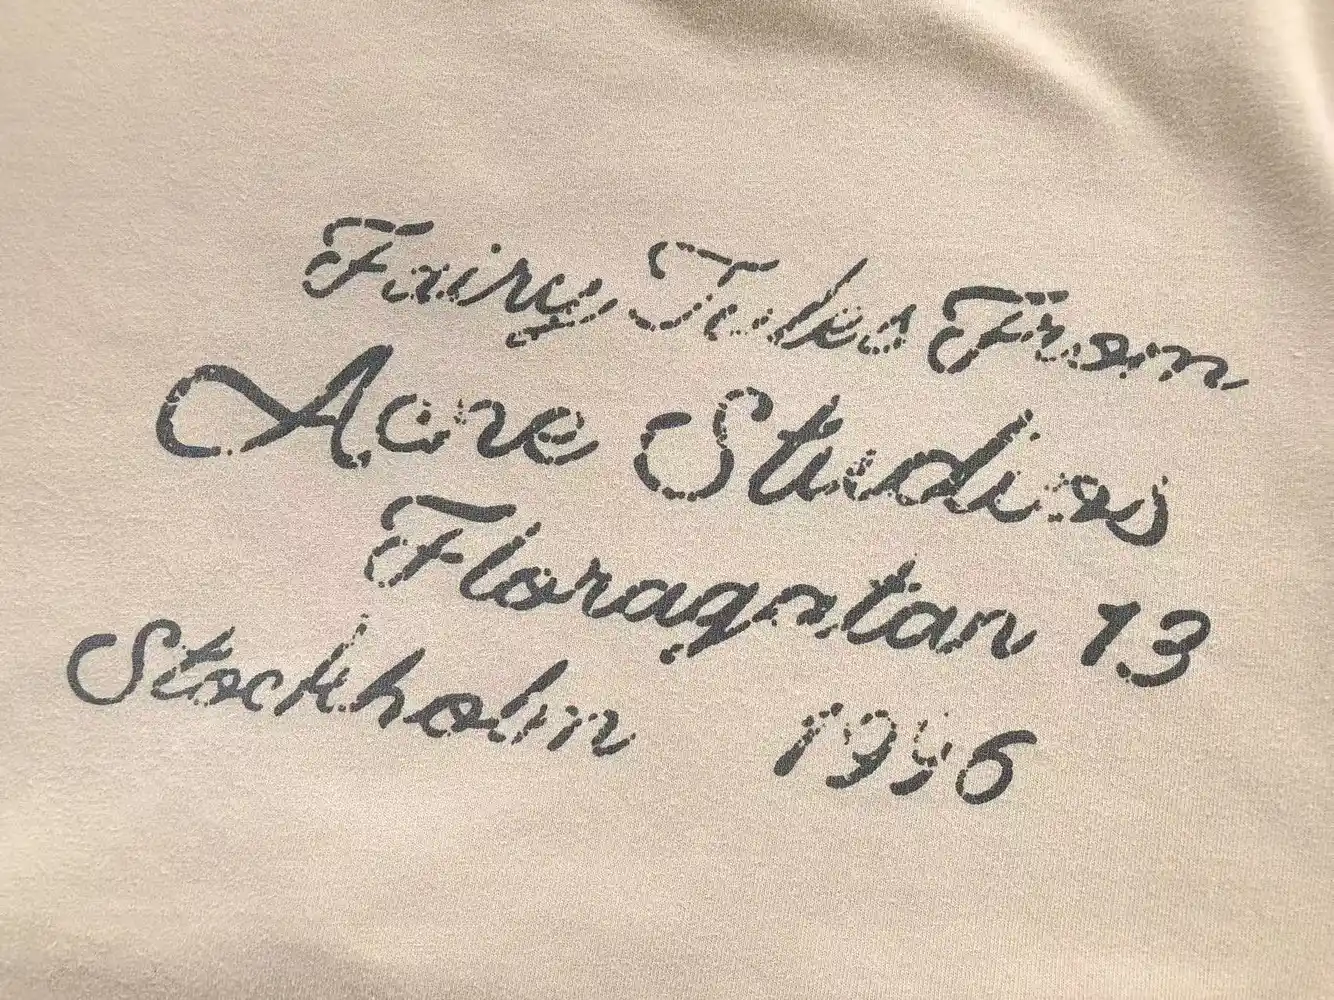 Fairy Tales From
Acne Studios
Floragatan 13
Stockholm 1996